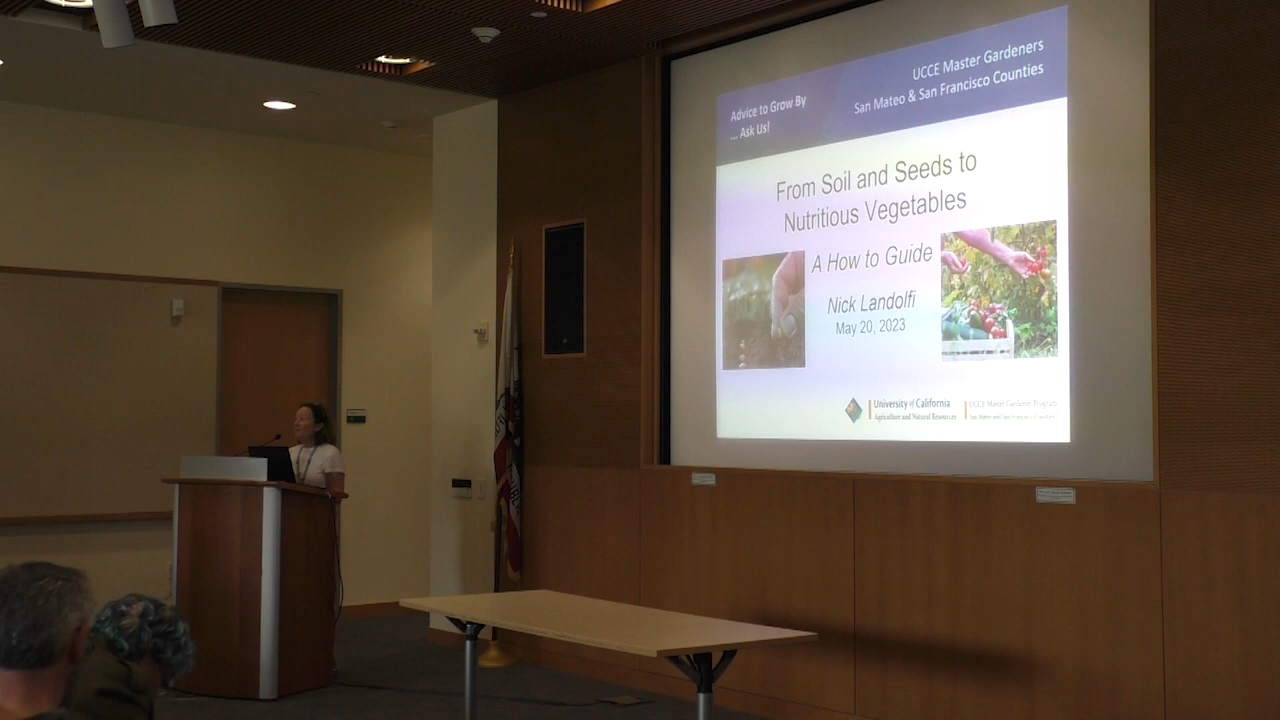 Advice to Grow By
... Ask Us!
UCCE Master Gardeners
San Mateo & San Francisco Counties
From Soil and Seeds to
Nutritious Vegetables
A How to Guide
Nick Landolfi
May 20, 2023
University of California
Agriculture and Natural Resources
UCCE Master Gardener Program
San Mateo and San Francisco Counties